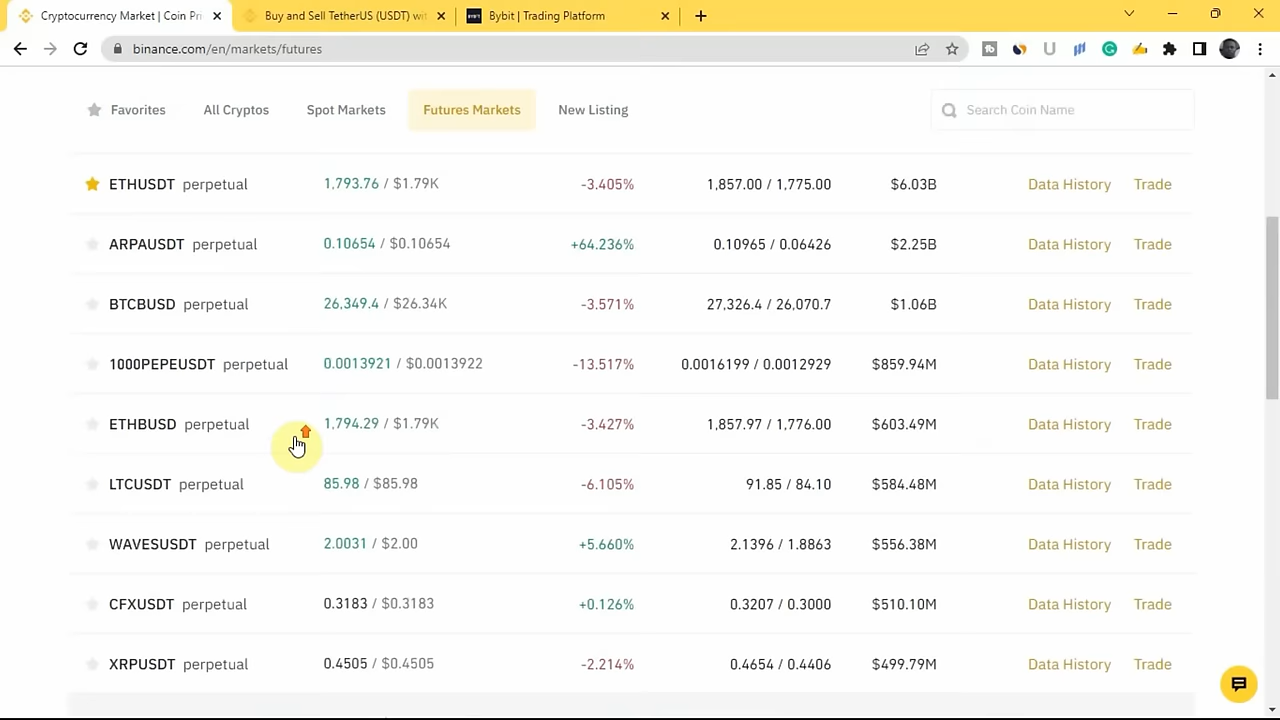 Cryptocurrency Market | Coin Pri
Buy and Sell TetherUS (USDT) wit
Bybit | Trading Platform
binance.com/en/markets/futures
Favorites All Cryptos Spot Markets Futures Markets New Listing Search Coin Name
ETHUSDT perpetual 1,793.76 / $1.79K -3.405% 1,857.00 / 1,775.00 $6.03B Data History Trade
ARPAUSDT perpetual 0.10654 / $0.10654 +64.236% 0.10965 / 0.06426 $2.25B Data History Trade
BTCBUSD perpetual 26,349.4 / $26.34K -3.571% 27,326.4 / 26,070.7 $1.06B Data History Trade
1000PEPEUSDT perpetual 0.0013921 / $0.0013922 -13.517% 0.0016199 / 0.0012929 $859.94M Data History Trade
ETHBUSD perpetual 1,794.29 / $1.79K -3.427% 1,857.97 / 1,776.00 $603.49M Data History Trade
LTCUSDT perpetual 85.98 / $85.98 -6.105% 91.85 / 84.10 $584.48M Data History Trade
WAVESUSDT perpetual 2.0031 / $2.00 +5.660% 2.1396 / 1.8863 $556.38M Data History Trade
CFXUSDT perpetual 0.3183 / $0.3183 +0.126% 0.3207 / 0.3000 $510.10M Data History Trade
XRPUSDT perpetual 0.4505 / $0.4505 -2.214% 0.4654 / 0.4406 $499.79M Data History Trade